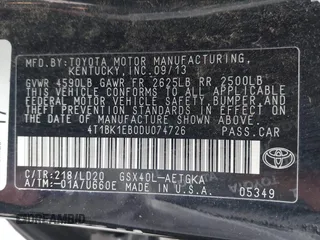 MFD.BY:TOYOTA MOTOR MANUFACTURING,
KENTUCKY,INC.09/13
GVWR 4590LB GAWR FR 2625LB RR 2500LB
THIS VEHICLE CONFORMS TO ALL APPLICABLE
FEDERAL MOTOR VEHICLE SAFETY, BUMPER, AND
THEFT PREVENTION STANDARDS IN EFFECT ON
THE DATE OF MANUFACTURE SHOWN ABOVE.
4T1BK1EB0DU074726 PASS.CAR
C/TR:218/LD20 GSX40L-AETGKA
A/TM:-01A/U660E
MADE IN U.S.A.
TOYOTA
05349